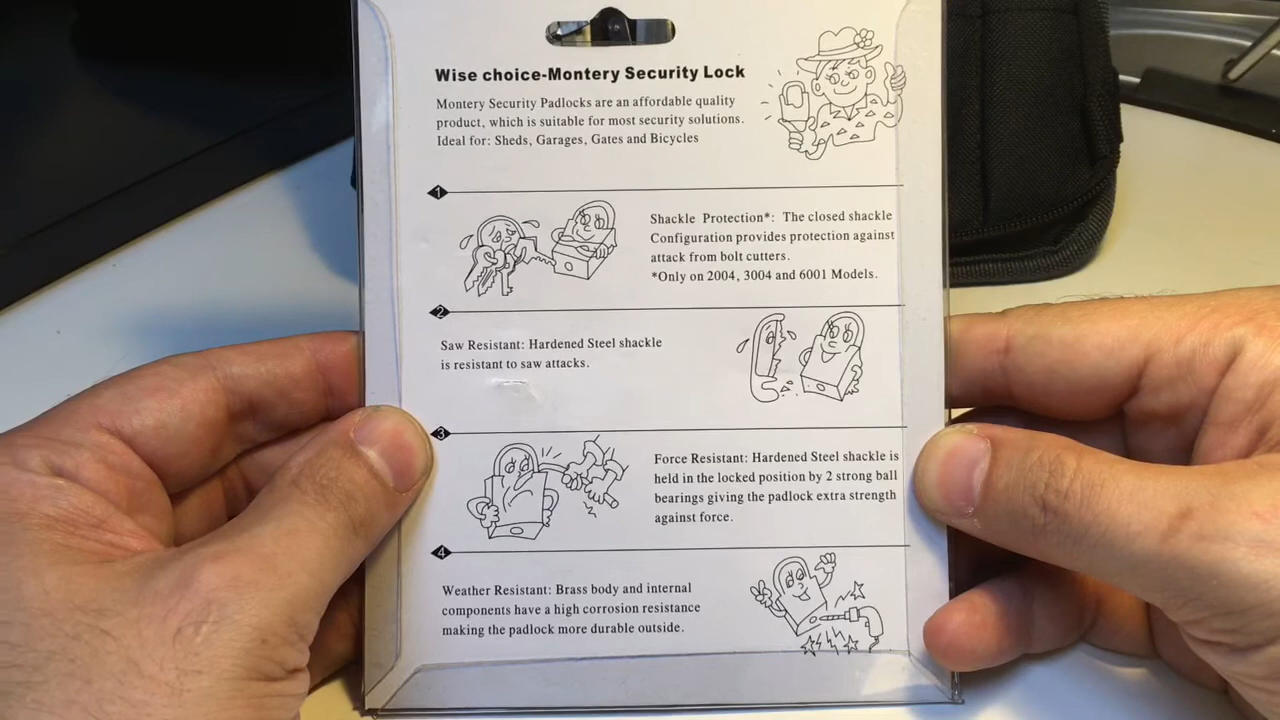 Wise choice-Montery Security Lock
Montery Security Padlocks are an affordable quality
product, which is suitable for most security solutions.
Ideal for: Sheds, Garages, Gates and Bicycles
1
Shackle Protection*: The closed shackle
Configuration provides protection against
attack from bolt cutters.
*Only on 2004, 3004 and 6001 Models.
2
Saw Resistant: Hardened Steel shackle
is resistant to saw attacks.
3
Force Resistant: Hardened Steel shackle is
held in the locked position by 2 strong ball
bearings giving the padlock extra strength
against force.
4
Weather Resistant: Brass body and internal
components have a high corrosion resistance
making the padlock more durable outside.